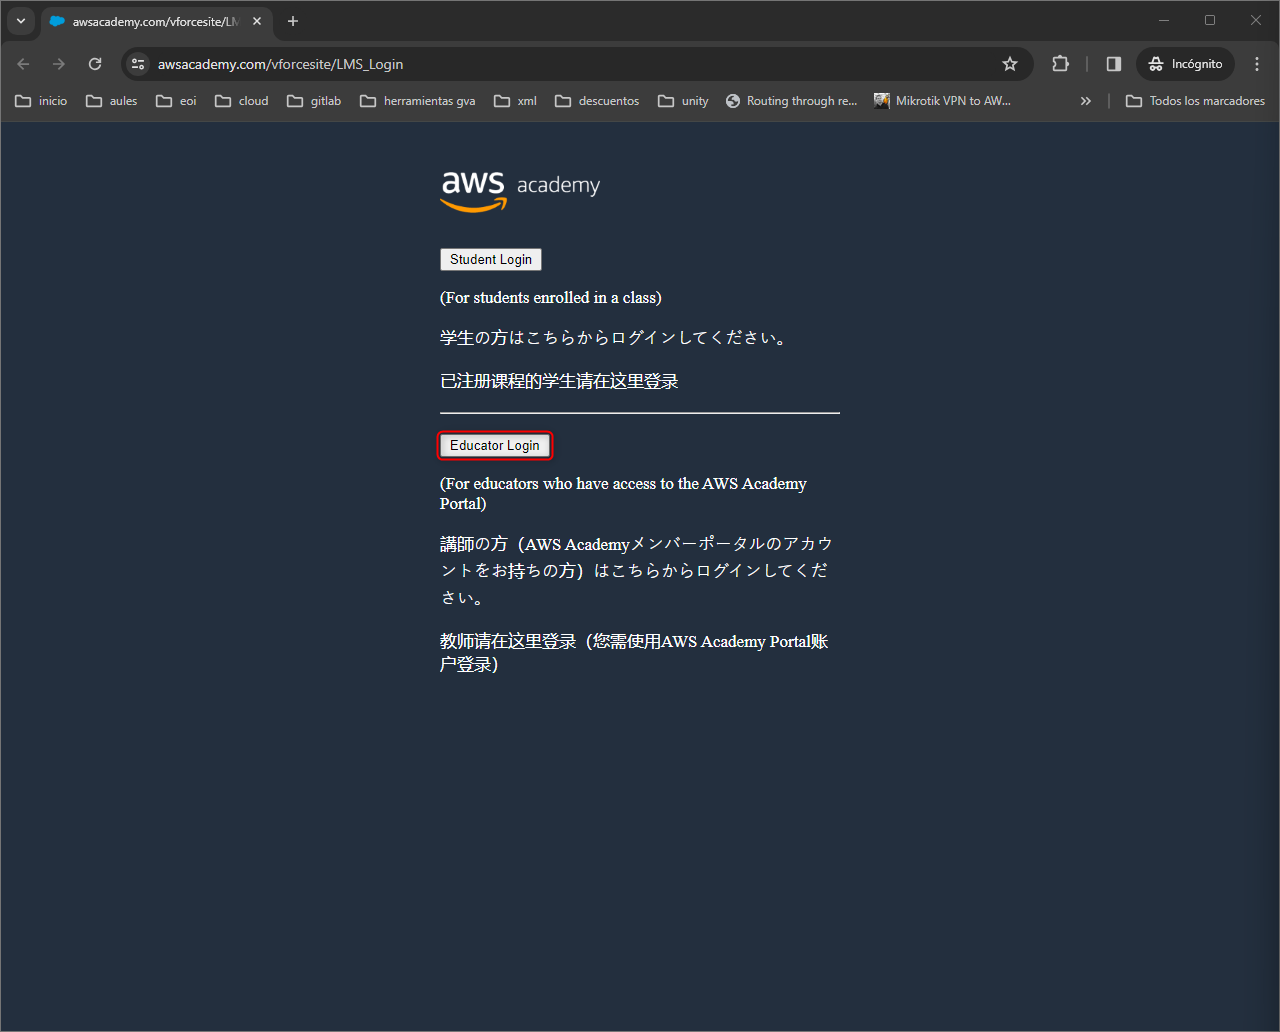 awsacademy.com/vforcesite/LM
awsacademy.com/vforcesite/LMS_Login
Incógnito
inicio
aules
eoi
cloud
gitlab
herramientas gva
xml
descuentos
unity
Routing through re...
Mikrotik VPN to AW...
Todos los marcadores
aws academy
Student Login
(For students enrolled in a class)
学生の方はこちらからログインしてください。
已注册课程的学生请在这里登录
Educator Login
(For educators who have access to the AWS Academy
Portal)
講師の方（AWS Academyメンバーポータルのアカウ
ントをお持ちの方）はこちらからログインしてくだ
さい。
教师请在这里登录（您需使用AWS Academy Portal账
户登录）